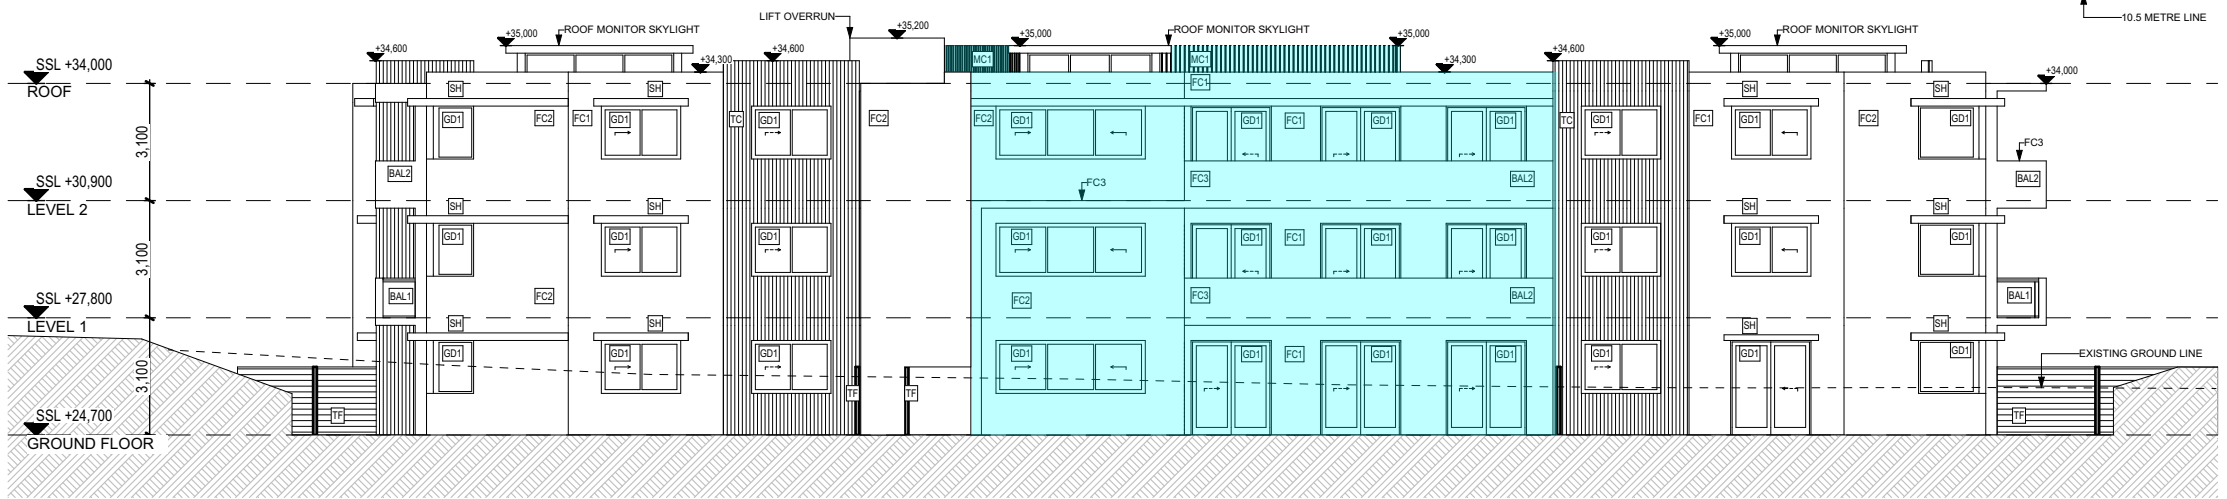 10.5 METRE LINE
LIFT OVERRUN
+35,200
+35,000
ROOF MONITOR SKYLIGHT
+35,000
ROOF MONITOR SKYLIGHT
+35,000
+35,000
ROOF MONITOR SKYLIGHT
+34,600
+34,300
+34,600
+34,300
+34,600
+34,000
SSL +34,000
ROOF
MC1
MC1
FC1
SH
SH
SH
SH
GD1
FC2
FC1
GD1
TC
GD1
FC2
FC2
GD1
GD1
FC1
GD1
GD1
TC
GD1
FC1
GD1
FC2
GD1
3,100
FC3
BAL2
FC3
FC3
BAL2
BAL2
SSL +30,900
LEVEL 2
SH
SH
SH
SH
GD1
GD1
GD1
GD1
GD1
FC1
GD1
GD1
GD1
GD1
GD1
3,100
BAL1
FC2
FC2
FC3
BAL2
BAL1
SSL +27,800
LEVEL 1
SH
SH
SH
SH
GD1
GD1
GD1
GD1
GD1
FC1
GD1
GD1
GD1
GD1
GD1
EXISTING GROUND LINE
3,100
TF
TF
TF
TF
SSL +24,700
GROUND FLOOR